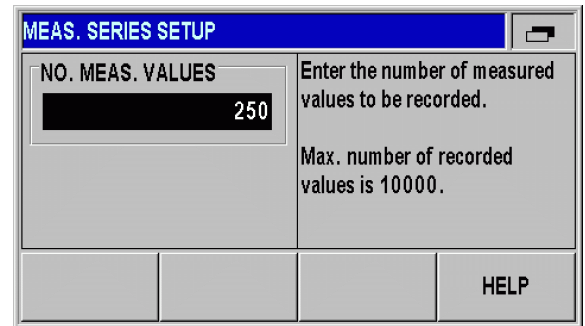 MEAS. SERIES SETUP
NO. MEAS. VALUES
250
Enter the number of measured
values to be recorded.
Max. number of recorded
values is 10000.
HELP